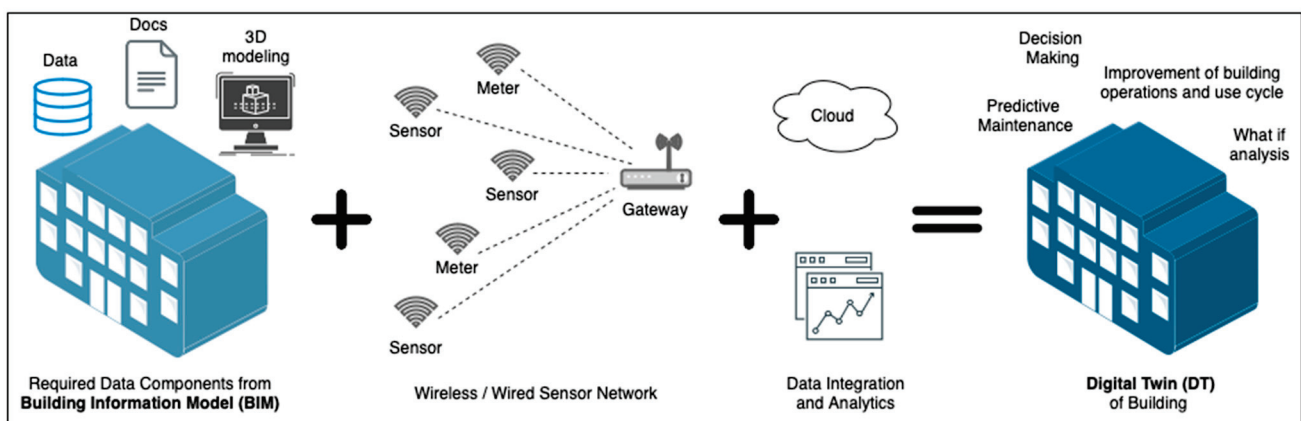 Data
Docs
3D
modeling
Required Data Components from
Building Information Model (BIM)
Meter
Sensor
Sensor
Meter
Sensor
Gateway
Wireless / Wired Sensor Network
Cloud
Data Integration
and Analytics
Decision
Making
Improvement of building
operations and use cycle
Predictive
Maintenance
What if
analysis
Digital Twin (DT)
of Building